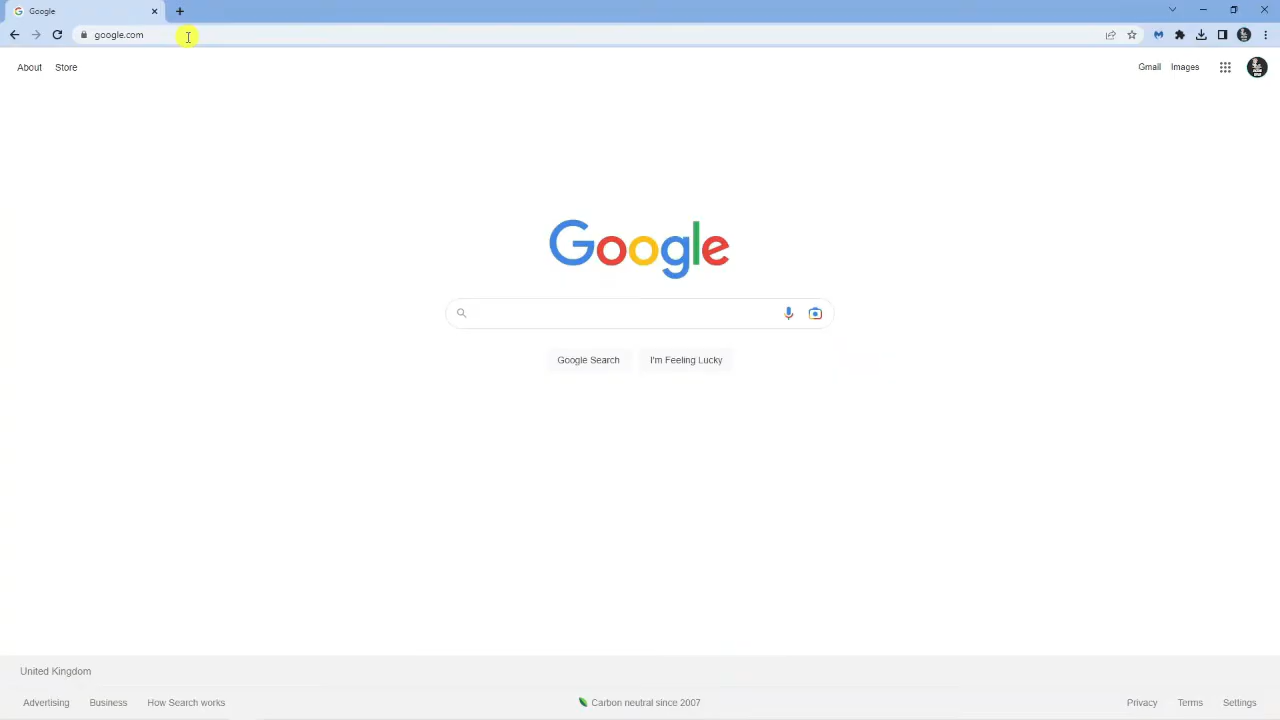 Google
google.com
About Store
Gmail Images
Google
Google Search I'm Feeling Lucky
United Kingdom
Advertising Business How Search works
Carbon neutral since 2007
Privacy Terms Settings